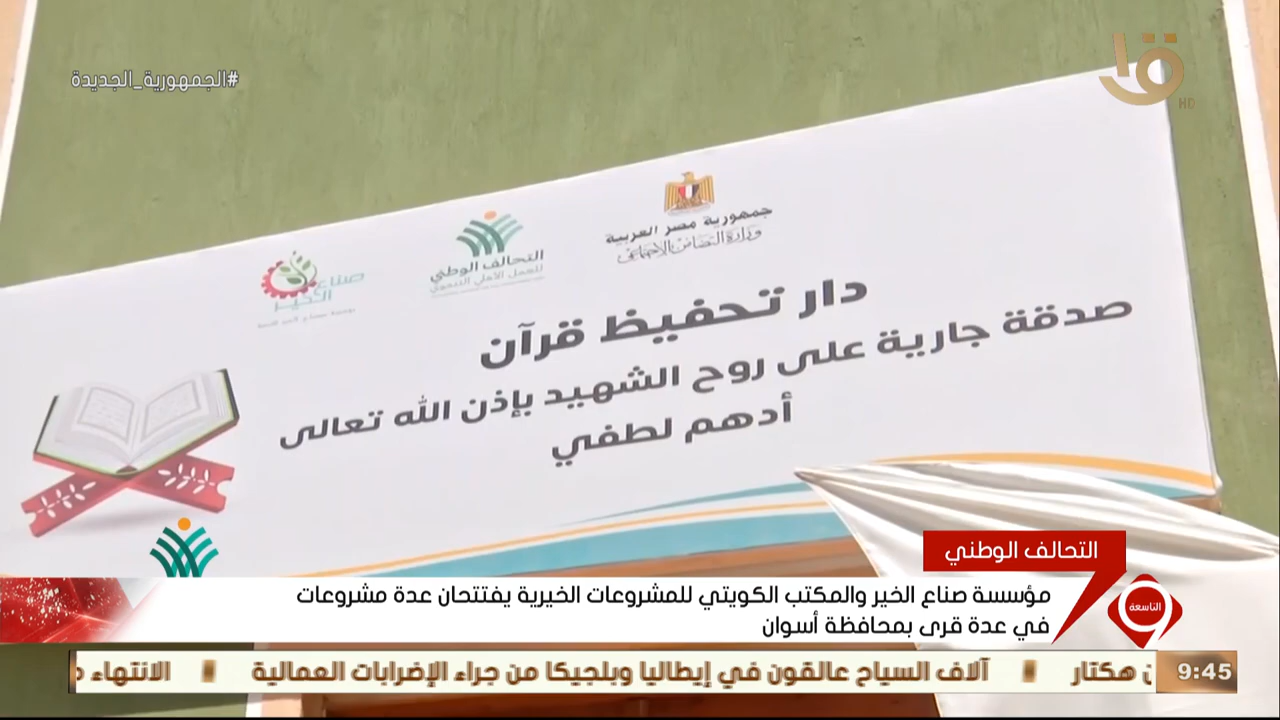 #الجمهورية_الجديدة
HD
جمهورية مصر العربية
وزارة التضامن الاجتماعي
التحالف الوطني
للعمل الأهلي التنموي
صناع
الخير
دار تحفيظ قرآن
صدقة جارية على روح الشهيد بإذن الله تعالى
أدهم لطفي
التحالف الوطني
التاسعة
مؤسسة صناع الخير والمكتب الكويتي للمشروعات الخيرية يفتتحان عدة مشروعات
في عدة قرى بمحافظة أسوان
9:45
هكتار
آلاف السياح عالقون في إيطاليا وبلجيكا من جراء الإضرابات العمالية
الانتهاء